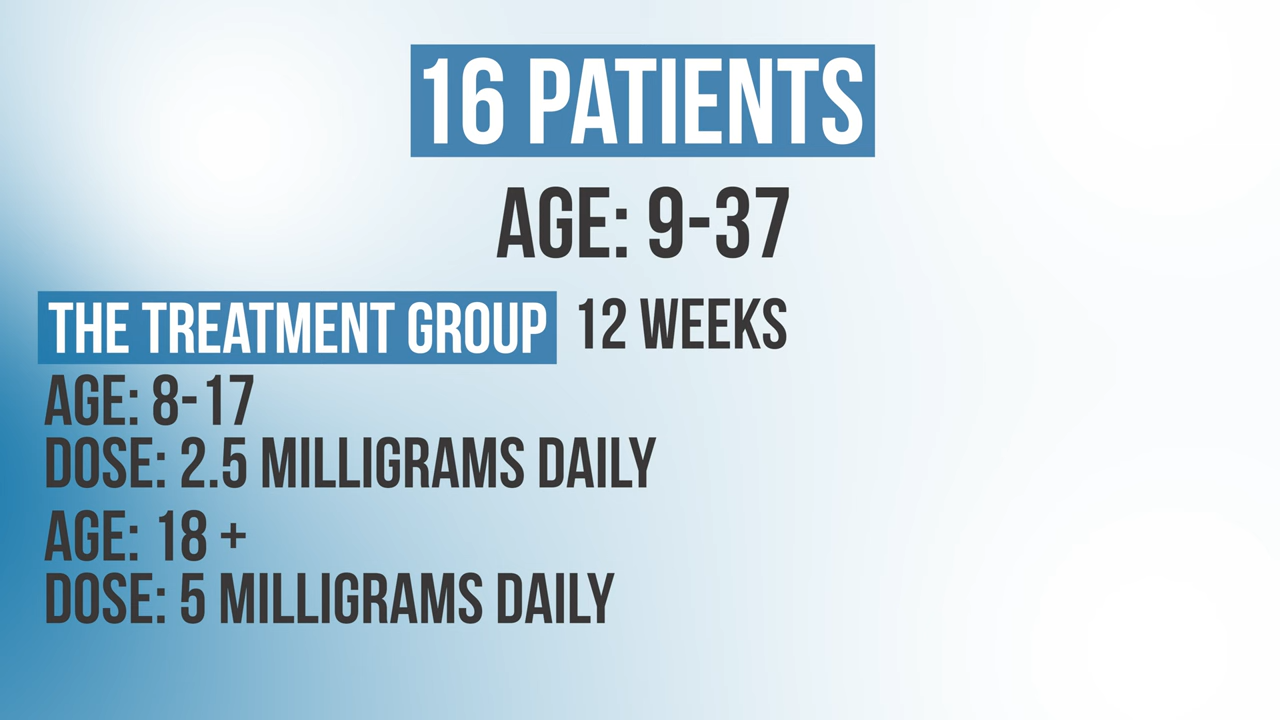 16 PATIENTS
AGE: 9-37
THE TREATMENT GROUP 12 WEEKS
AGE: 8-17
DOSE: 2.5 MILLIGRAMS DAILY
AGE: 18 +
DOSE: 5 MILLIGRAMS DAILY